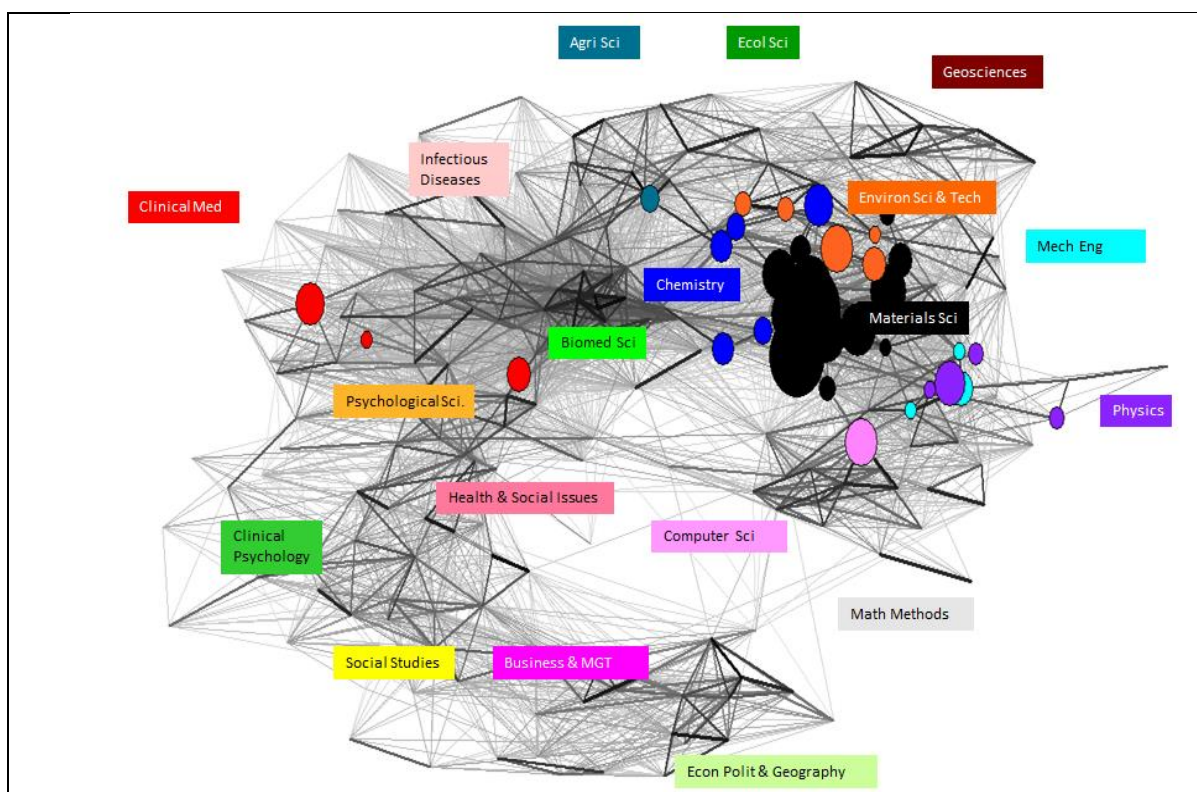 Agri Sci
Ecol Sci
Geosciences
Infectious
Diseases
Clinical Med
Environ Sci & Tech
Mech Eng
Chemistry
Materials Sci
Biomed Sci
Psychological Sci.
Physics
Health & Social Issues
Clinical
Psychology
Computer Sci
Math Methods
Social Studies
Business & MGT
Econ Polit & Geography